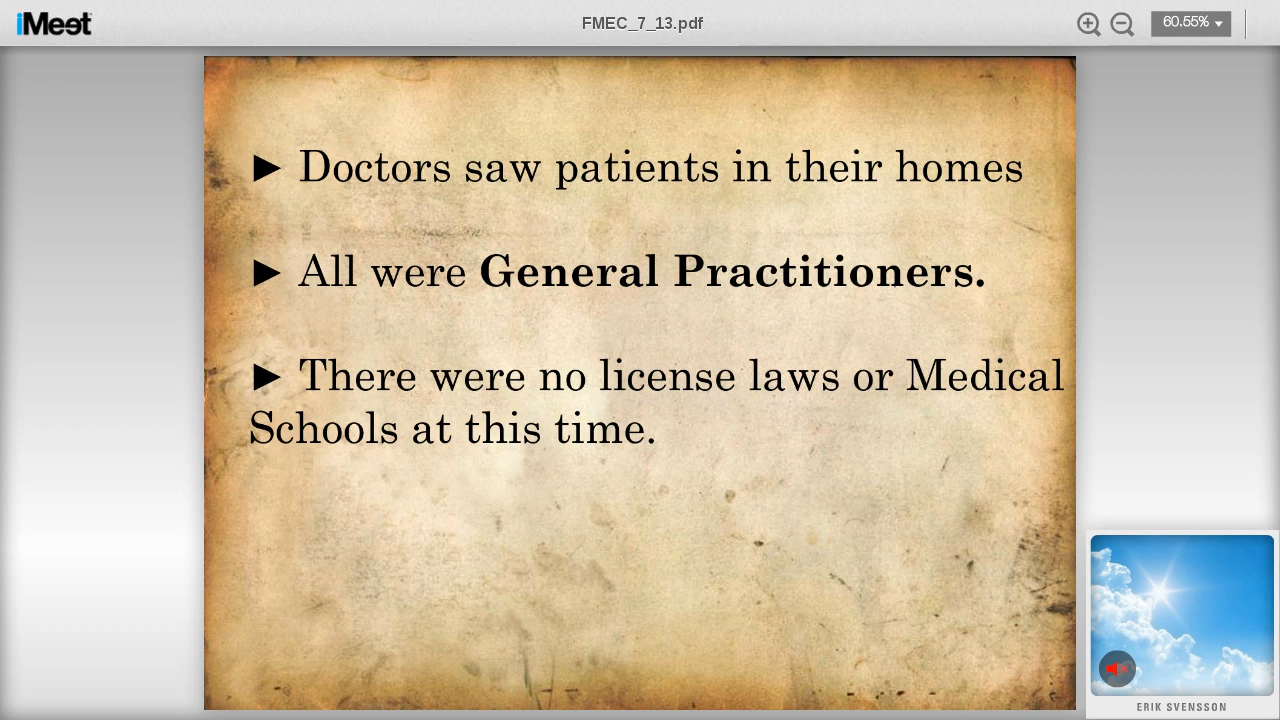 iMeet
FMEC_7_13.pdf
60.55%
► Doctors saw patients in their homes
► All were General Practitioners.
► There were no license laws or Medical
Schools at this time.
ERIK SVENSSON